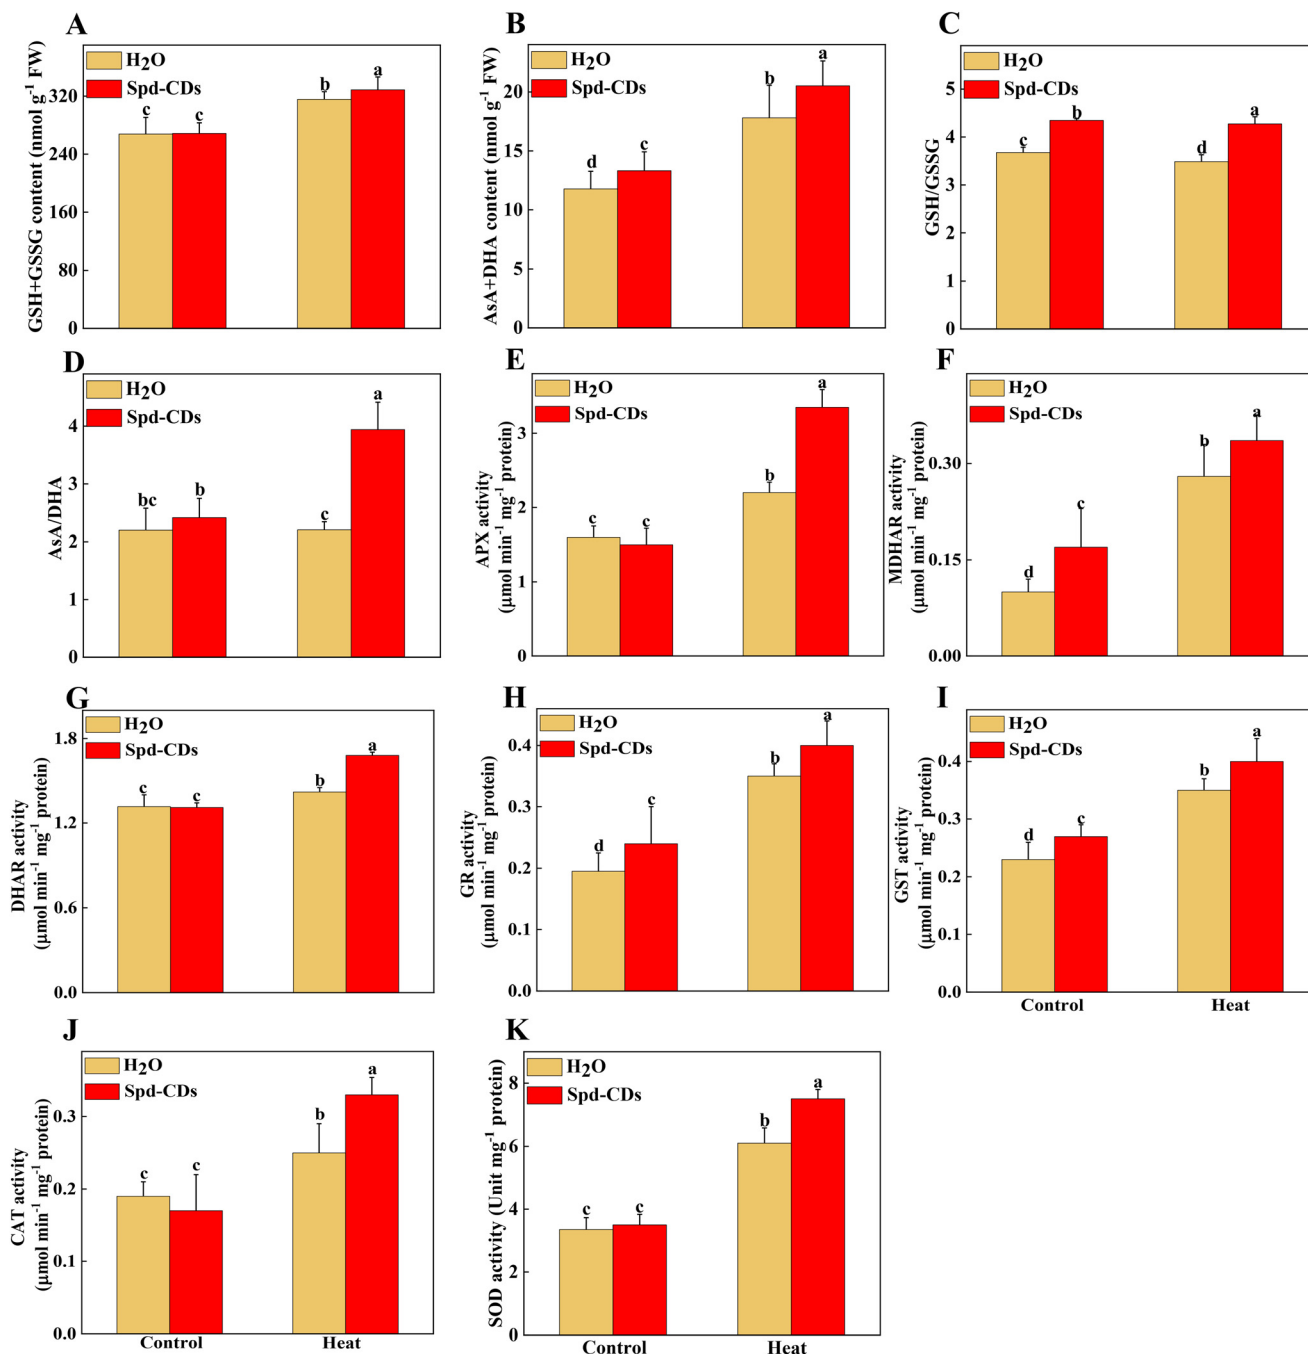 A
H2O
Spd-CDs
GSH+GSSG content (nmol g-1 FW)
320
240
160
80
0
c
c
b
a
B
H2O
Spd-CDs
AsA+DHA content (nmol g-1 FW)
20
15
10
5
0
d
c
b
a
C
H2O
Spd-CDs
GSH/GSSG
5
4
3
2
1
0
c
b
d
a
D
H2O
Spd-CDs
AsA/DHA
4
3
2
1
0
bc
b
c
a
E
H2O
Spd-CDs
APX activity
(μmol min-1 mg-1 protein)
3
2
1
0
c
c
b
a
F
H2O
Spd-CDs
MDHAR activity
(μmol min-1 mg-1 protein)
0.30
0.15
0.00
d
c
b
a
G
H2O
Spd-CDs
DHAR activity
(μmol min-1 mg-1 protein)
1.8
1.2
0.6
0.0
c
c
b
a
H
H2O
Spd-CDs
GR activity
(μmol min-1 mg-1 protein)
0.4
0.3
0.2
0.1
0.0
d
c
b
a
I
H2O
Spd-CDs
GST activity
(μmol min-1 mg-1 protein)
0.4
0.3
0.2
0.1
0.0
d
c
b
a
Control
Heat
J
H2O
Spd-CDs
CAT activity
(μmol min-1 mg-1 protein)
0.3
0.2
0.1
0.0
c
c
b
a
Control
Heat
K
H2O
Spd-CDs
SOD activity (Unit mg-1 protein)
8
6
4
2
0
c
c
b
a
Control
Heat